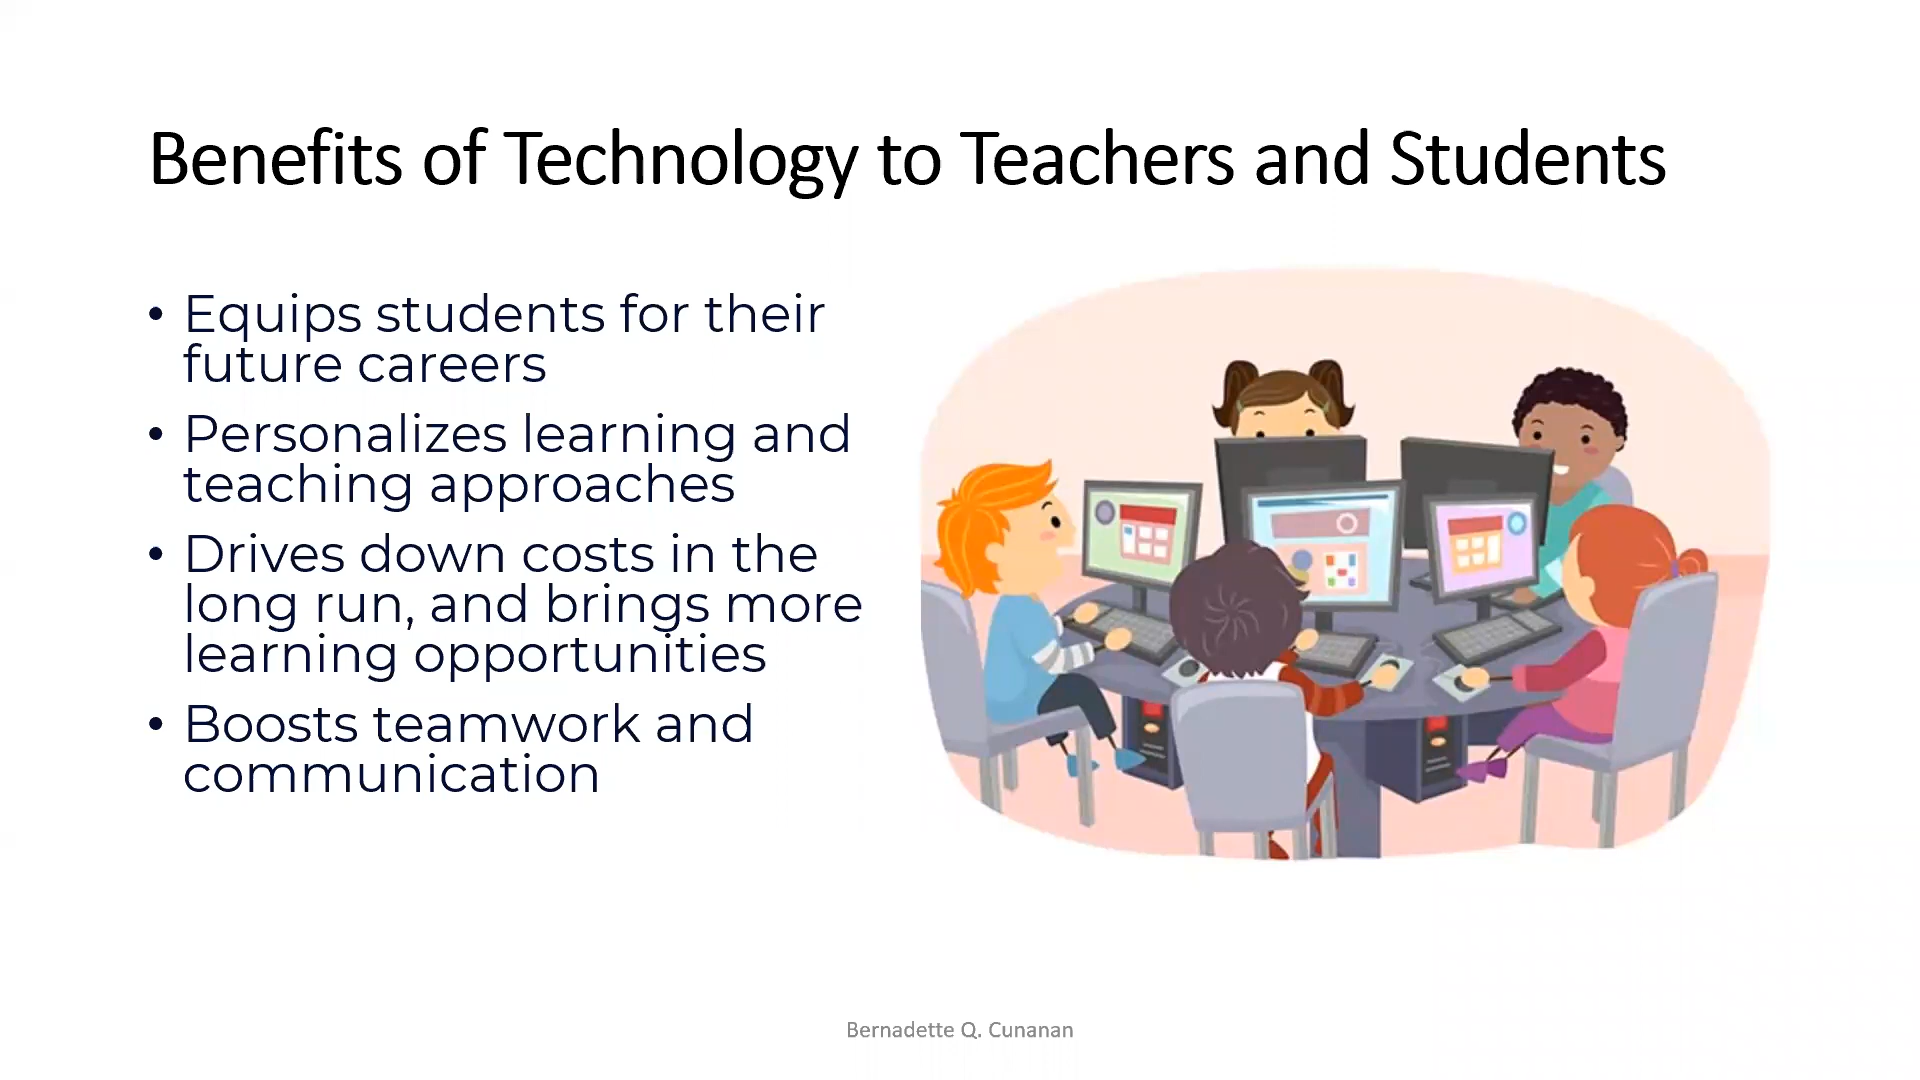 Benefits of Technology to Teachers and Students
• Equips students for their
future careers
• Personalizes learning and
teaching approaches
• Drives down costs in the
long run, and brings more
learning opportunities
• Boosts teamwork and
communication
Bernadette Q. Cunanan